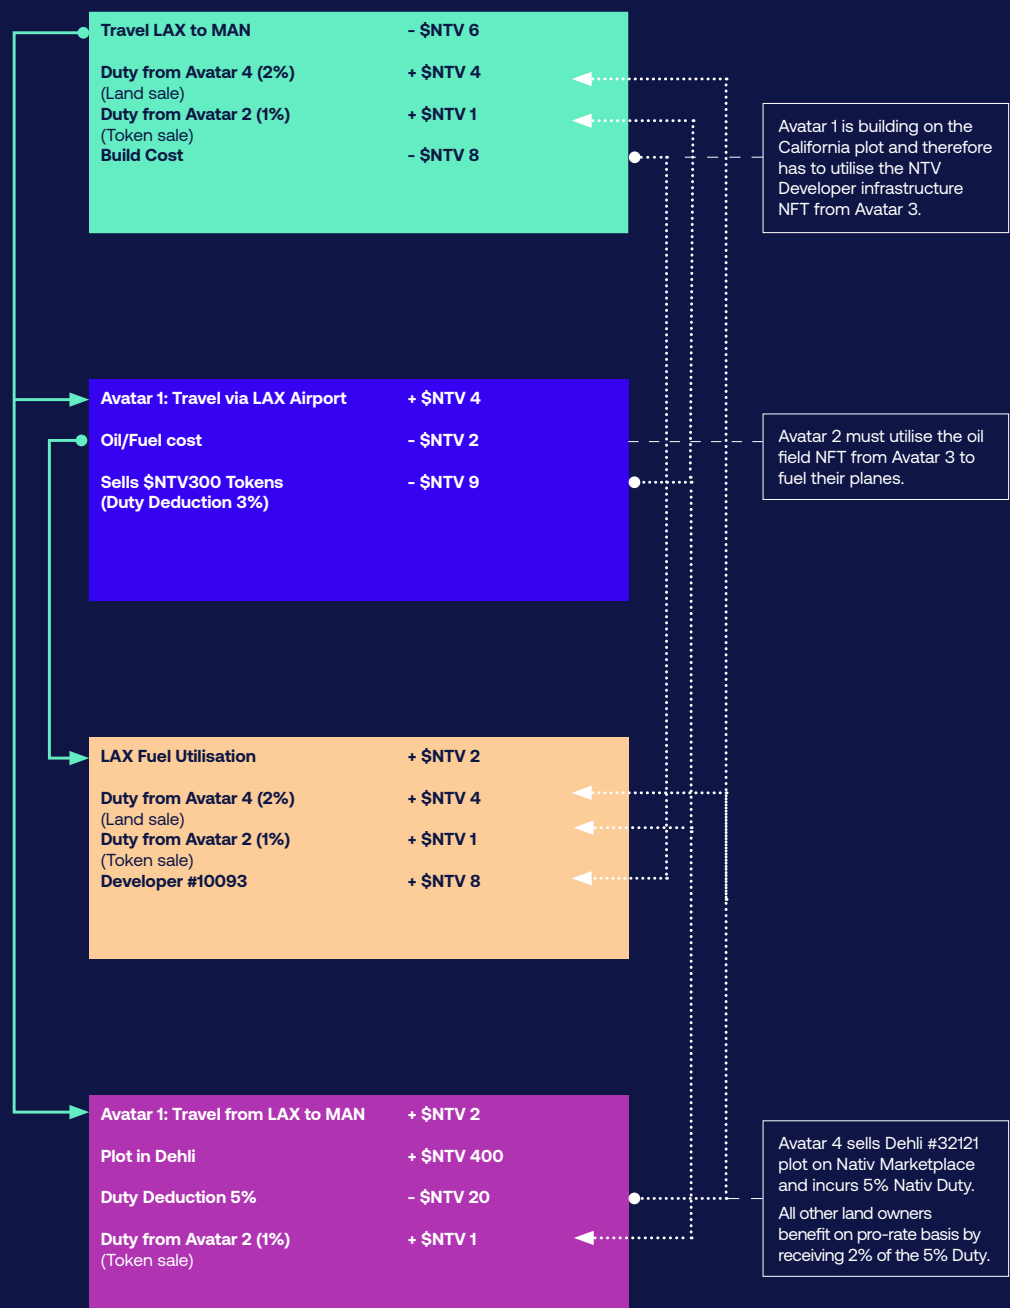 Travel LAX to MAN - $NTV 6
Duty from Avatar 4 (2%) + $NTV 4
(Land sale)
Duty from Avatar 2 (1%) + $NTV 1
(Token sale)
Build Cost - $NTV 8
Avatar 1 is building on the
California plot and therefore
has to utilise the NTV
Developer infrastructure
NFT from Avatar 3.
Avatar 1: Travel via LAX Airport + $NTV 4
Oil/Fuel cost - $NTV 2
Sells $NTV300 Tokens - $NTV 9
(Duty Deduction 3%)
Avatar 2 must utilise the oil
field NFT from Avatar 3 to
fuel their planes.
LAX Fuel Utilisation + $NTV 2
Duty from Avatar 4 (2%) + $NTV 4
(Land sale)
Duty from Avatar 2 (1%) + $NTV 1
(Token sale)
Developer #10093 + $NTV 8
Avatar 1: Travel from LAX to MAN + $NTV 2
Plot in Dehli + $NTV 400
Duty Deduction 5% - $NTV 20
Duty from Avatar 2 (1%) + $NTV 1
(Token sale)
Avatar 4 sells Dehli #32121
plot on Nativ Marketplace
and incurs 5% Nativ Duty.
All other land owners
benefit on pro-rate basis by
receiving 2% of the 5% Duty.